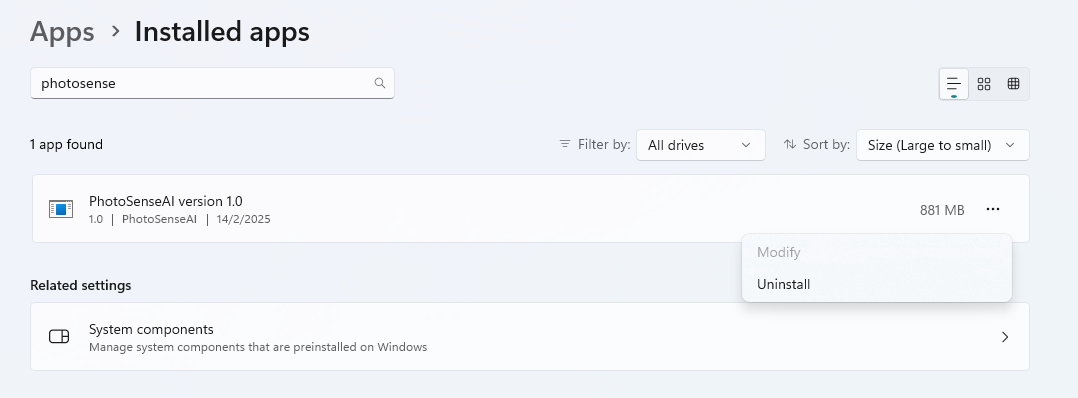 Apps > Installed apps
photosense
1 app found
Filter by: All drives
Sort by: Size (Large to small)
PhotoSenseAI version 1.0
1.0 | PhotoSenseAI | 14/2/2025
881 MB
Modify
Uninstall
Related settings
System components
Manage system components that are preinstalled on Windows